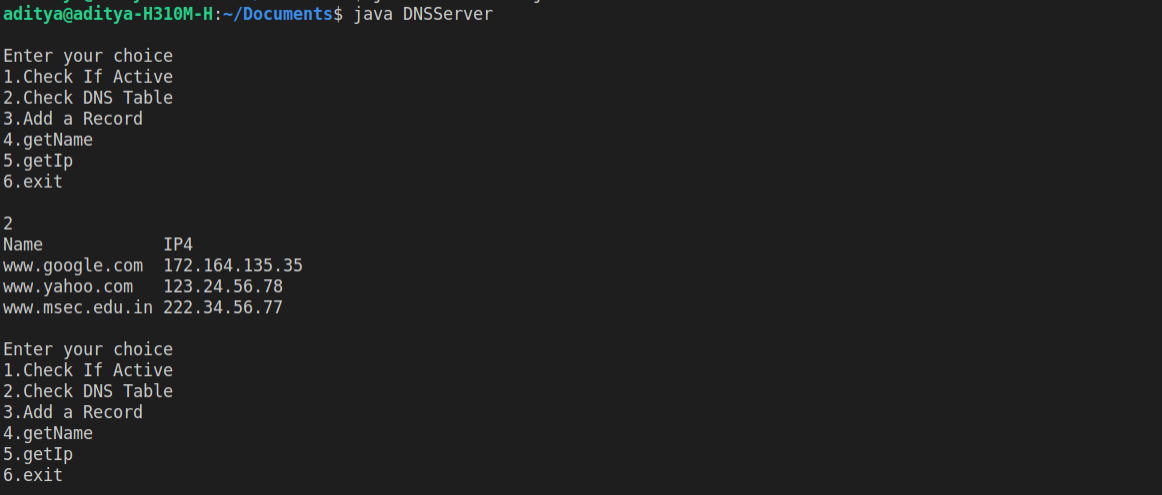 aditya@aditya-H310M-H:~/Documents$ java DNSServer
Enter your choice
1.Check If Active
2.Check DNS Table
3.Add a Record
4.getName
5.getIp
6.exit
2
Name            IP4
www.google.com  172.164.135.35
www.yahoo.com   123.24.56.78
www.msec.edu.in 222.34.56.77
Enter your choice
1.Check If Active
2.Check DNS Table
3.Add a Record
4.getName
5.getIp
6.exit